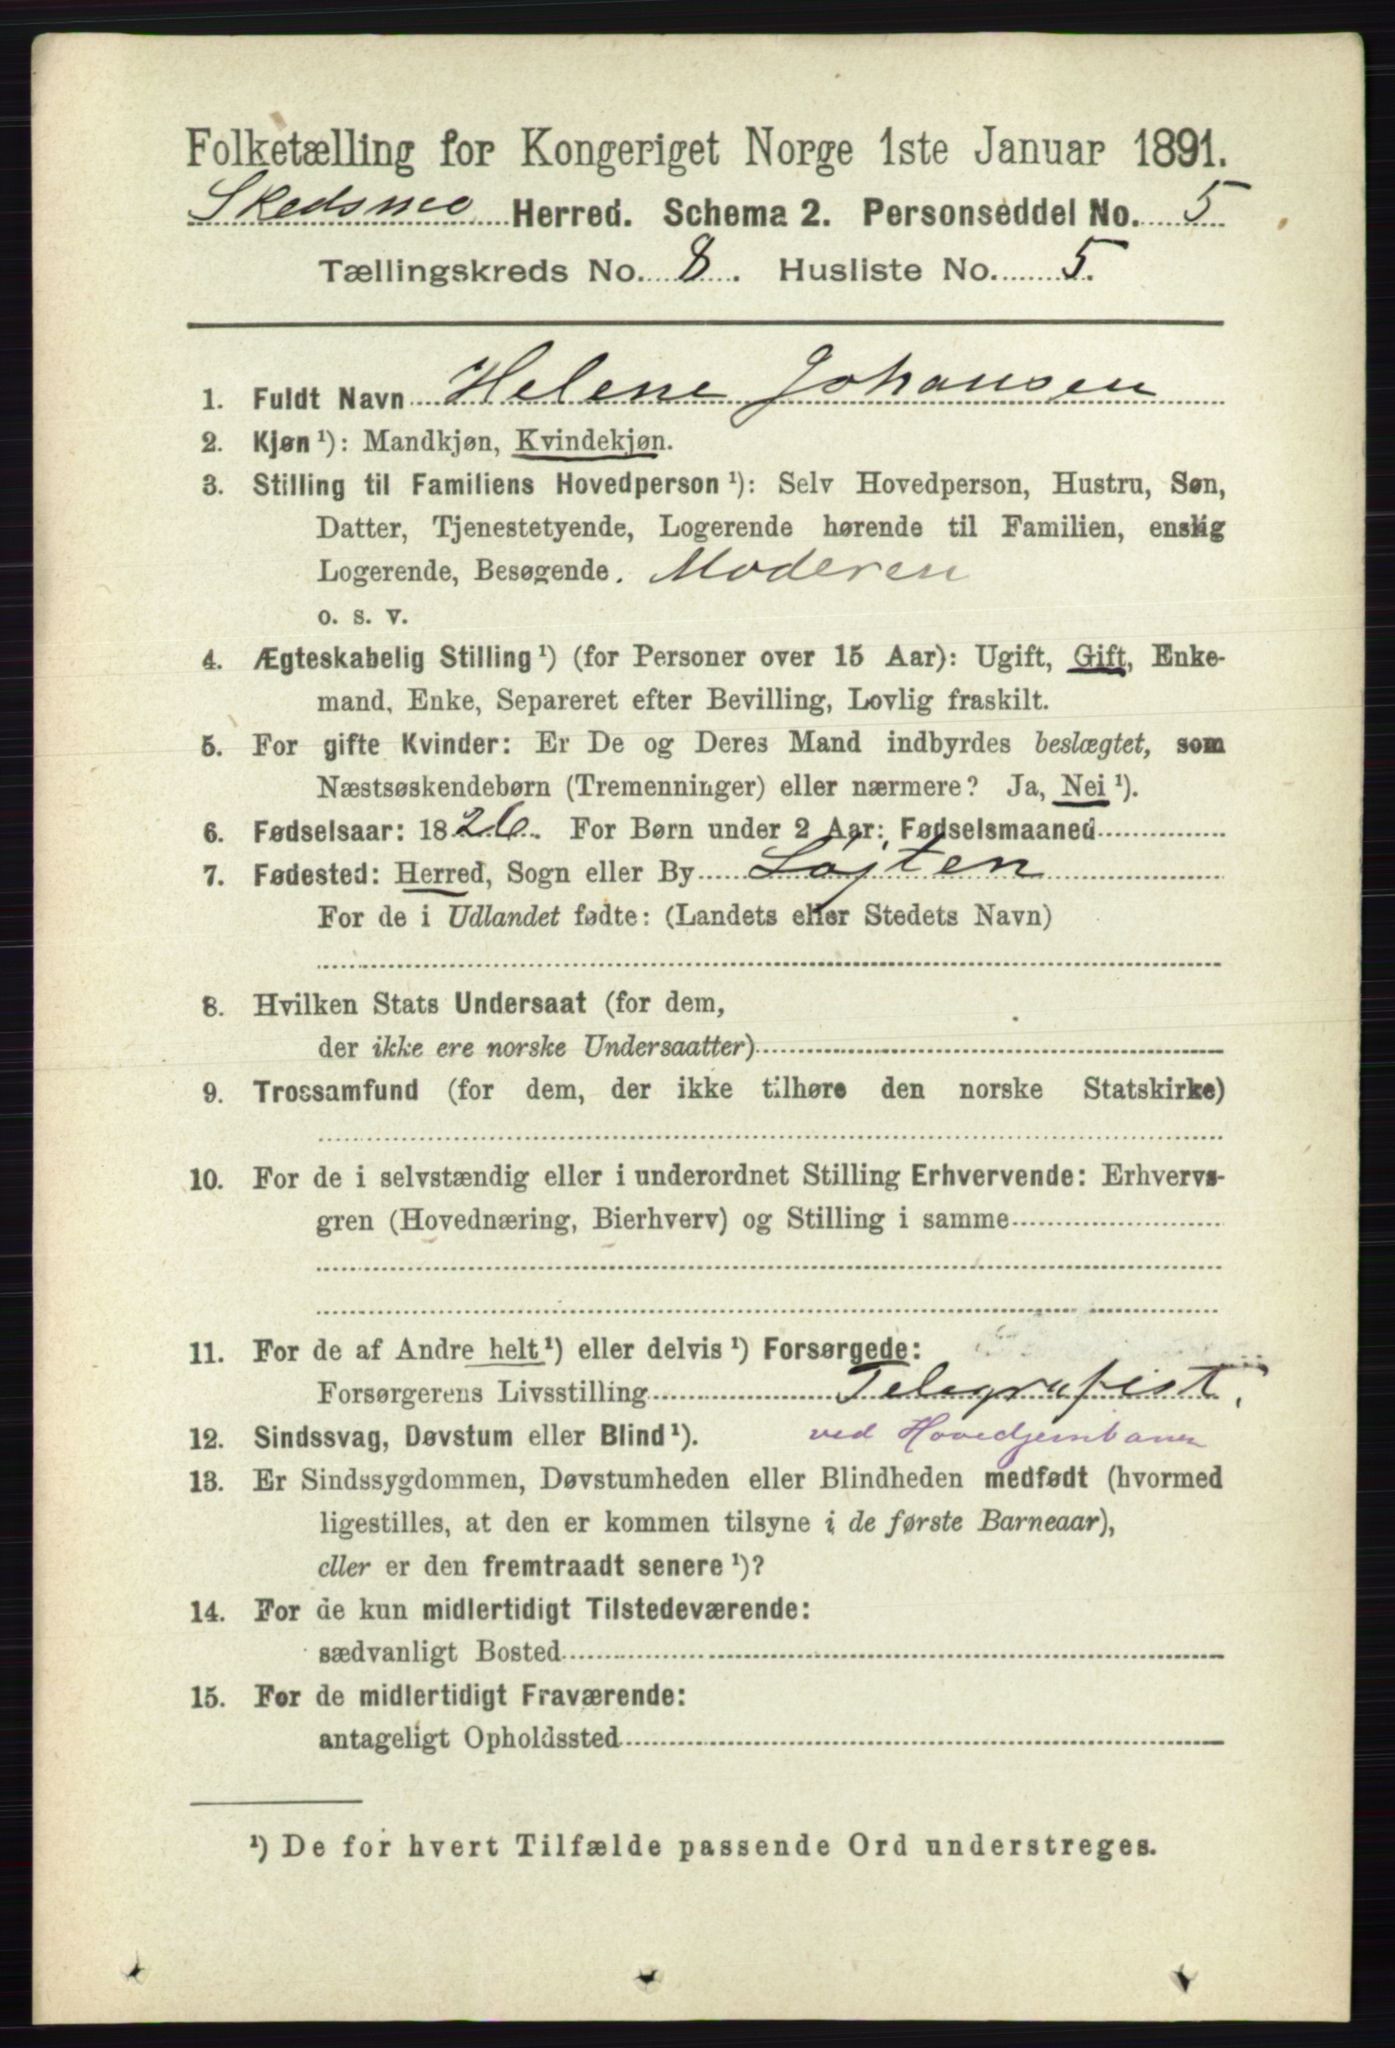 Folketælling for Kongeriget Norge 1ste Januar 1891.
Skedsmo Herred. Schema 2. Personseddel No. 5
Tællingskreds No. 8. Husliste No. 5.
1. Fuldt Navn Helene Johansen
2. Kjøn ¹): Mandkjøn, Kvindekjøn.
3. Stilling til Familiens Hovedperson ¹): Selv Hovedperson, Hustru, Søn,
Datter, Tjenestetyende, Logerende hørende til Familien, enslig
Logerende, Besøgende. Moderen
o. s. v.
4. Ægteskabelig Stilling ¹) (for Personer over 15 Aar): Ugift, Gift, Enke-
mand, Enke, Separeret efter Bevilling, Lovlig fraskilt.
5. For gifte Kvinder: Er De og Deres Mand indbyrdes beslægtet, som
Næstsøskendebørn (Tremenninger) eller nærmere? Ja, Nei ¹).
6. Fødselsaar: 1826. For Børn under 2 Aar: Fødselsmaaned
7. Fødested: Herred, Sogn eller By Løjten
For de i Udlandet fødte: (Landets eller Stedets Navn)
8. Hvilken Stats Undersaat (for dem,
der ikke ere norske Undersaatter)
9. Trossamfund (for dem, der ikke tilhøre den norske Statskirke)
10. For de i selvstændig eller i underordnet Stilling Erhvervende: Erhvervs-
gren (Hovednæring, Bierhverv) og Stilling i samme
11. For de af Andre helt ¹) eller delvis ¹) Forsørgede:
Forsørgerens Livsstilling Telegrafist.
12. Sindssvag, Døvstum eller Blind ¹). ved Hovedjernbanen
13. Er Sindssygdommen, Døvstumheden eller Blindheden medfødt (hvormed
ligestilles, at den er kommen tilsyne i de første Barneaar),
eller er den fremtraadt senere ¹)?
14. For de kun midlertidigt Tilstedeværende:
sædvanligt Bosted
15. For de midlertidigt Fraværende:
antageligt Opholdssted
¹) De for hvert Tilfælde passende Ord understreges.